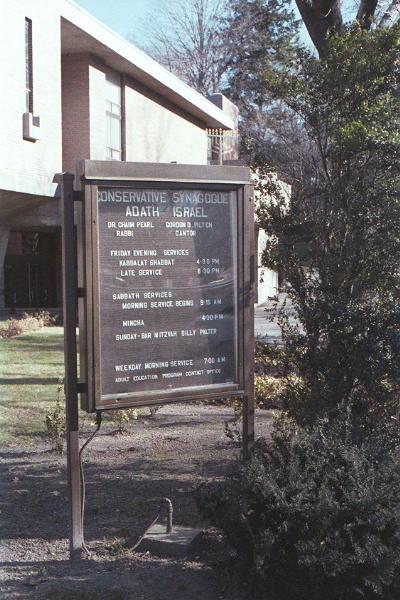 CONSERVATIVE SYNAGOGUE
ADATH ISRAEL
DR. CHAIM PEARL GORDON D.
RABBI CANTOR
FRIDAY EVENING SERVICES
KABBALAT SHABBAT 4:30 PM
LATE SERVICE 8:00 PM
SABBATH SERVICES
MORNING SERVICE BEGINS 9:15 AM
MINCHA 4:20 PM
SUNDAY-BAR MITZVAH BILLY PALTER
WEEKDAY MORNING SERVICE 7:00 AM
ADULT EDUCATION PROGRAM CONTACT OFFICE